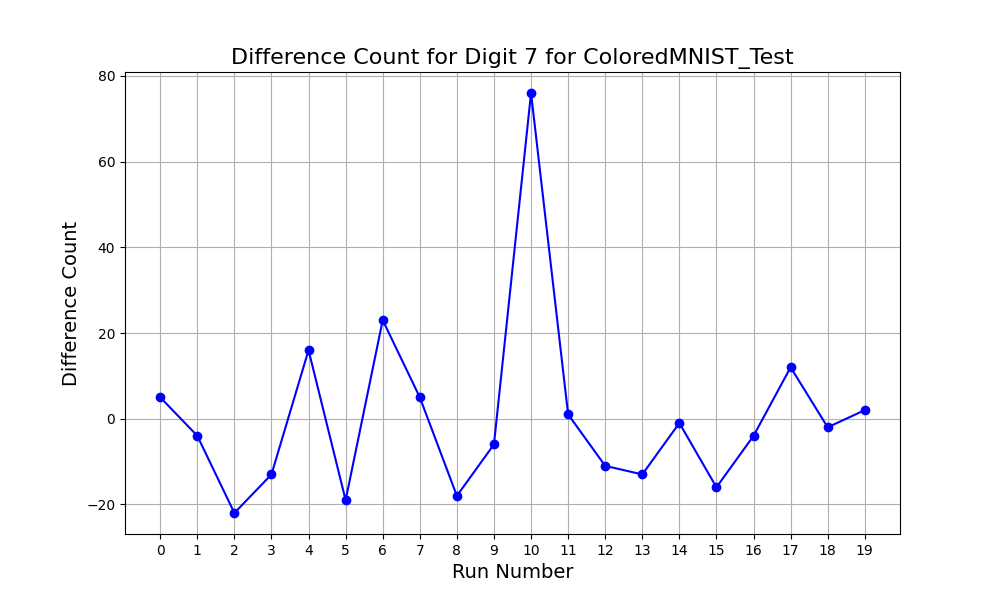 Difference Count for Digit 7 for ColoredMNIST_Test
Difference Count
80
60
40
20
0
−20
0 1 2 3 4 5 6 7 8 9 10 11 12 13 14 15 16 17 18 19
Run Number